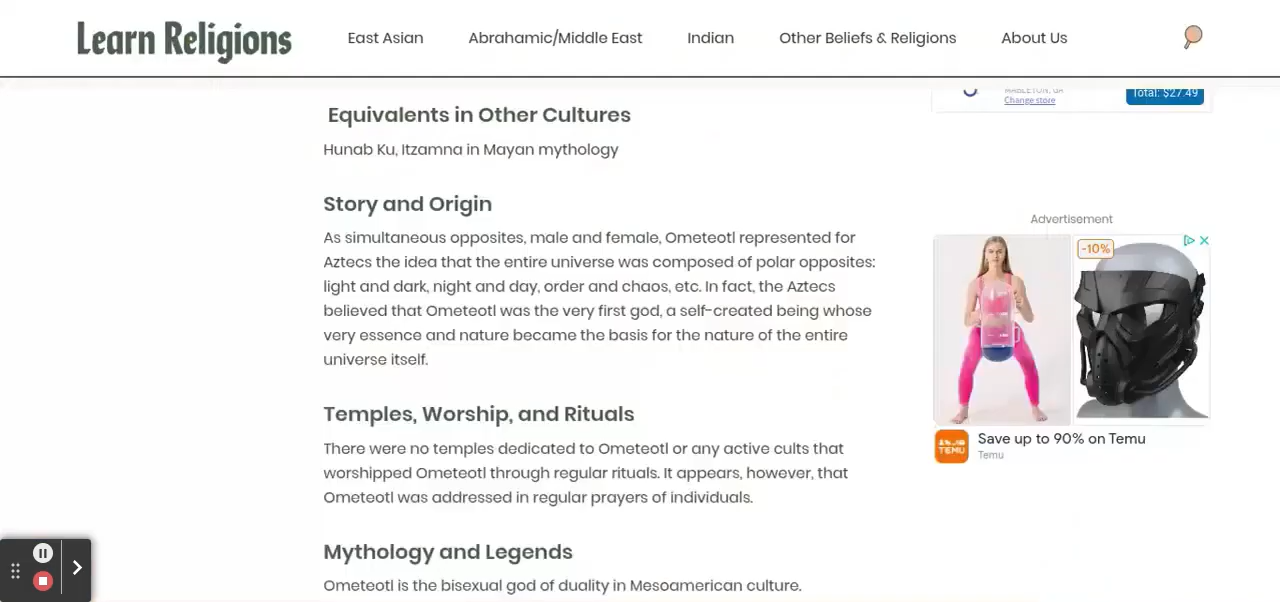 Learn Religions
East Asian
Abrahamic/Middle East
Indian
Other Beliefs & Religions
About Us
MABLETON, GA
Change store
Total: $27.49
Equivalents in Other Cultures
Hunab Ku, Itzamna in Mayan mythology
Story and Origin
As simultaneous opposites, male and female, Ometeotl represented for
Aztecs the idea that the entire universe was composed of polar opposites:
light and dark, night and day, order and chaos, etc. In fact, the Aztecs
believed that Ometeotl was the very first god, a self-created being whose
very essence and nature became the basis for the nature of the entire
universe itself.
Temples, Worship, and Rituals
There were no temples dedicated to Ometeotl or any active cults that
worshipped Ometeotl through regular rituals. It appears, however, that
Ometeotl was addressed in regular prayers of individuals.
Mythology and Legends
Ometeotl is the bisexual god of duality in Mesoamerican culture.
Advertisement
-10%
TEMU
Save up to 90% on Temu
Temu